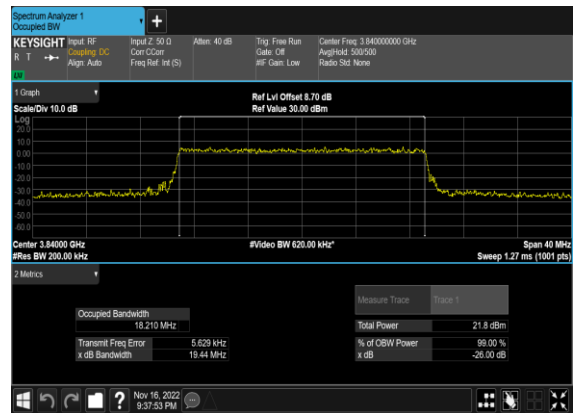 Spectrum Analyzer 1
Occupied BW
KEYSIGHT Input: RF Input Z: 50 Ω Atten: 40 dB Trig: Free Run Center Freq: 3.840000000 GHz
R T Coupling: DC Corr CCorr Gate: Off Avg|Hold: 500/500
Align: Auto Freq Ref: Int (S) #IF Gain: Low Radio Std: None
LW
1 Graph
Ref Lvl Offset 8.70 dB
Scale/Div 10.0 dB Ref Value 30.00 dBm
Log
20.0
10.0
0.00
-10.0
-20.0
-30.0
-40.0
-50.0
-60.0
Center 3.84000 GHz #Video BW 620.00 kHz* Span 40 MHz
#Res BW 200.00 kHz Sweep 1.27 ms (1001 pts)
2 Metrics
Measure Trace Trace 1
Occupied Bandwidth
18.210 MHz Total Power 21.8 dBm
Transmit Freq Error 5.629 kHz % of OBW Power 99.00 %
x dB Bandwidth 19.44 MHz x dB -26.00 dB
? Nov 16, 2022
9:37:53 PM